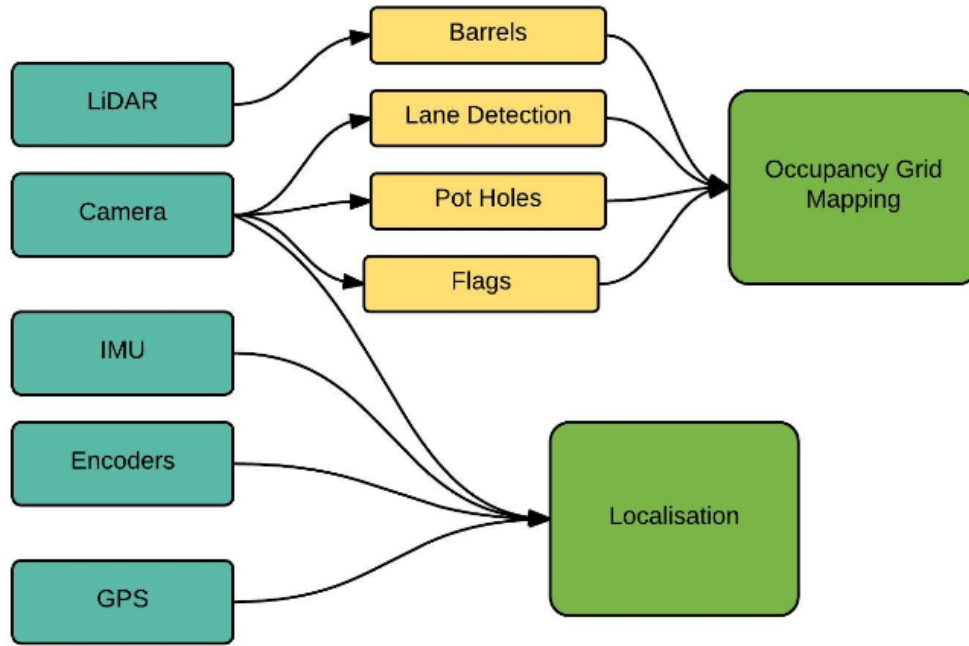 Barrels
LiDAR
Lane Detection
Camera
Pot Holes
Occupancy Grid
Mapping
Flags
IMU
Encoders
Localisation
GPS